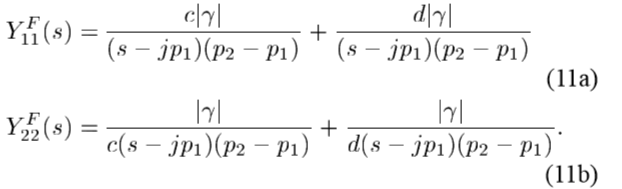 Y_{11}^{F}(s) = \frac{c|\gamma|}{(s - jp_1)(p_2 - p_1)} + \frac{d|\gamma|}{(s - jp_1)(p_2 - p_1)}
(11a)
Y_{22}^{F}(s) = \frac{|\gamma|}{c(s - jp_1)(p_2 - p_1)} + \frac{|\gamma|}{d(s - jp_1)(p_2 - p_1)}.
(11b)